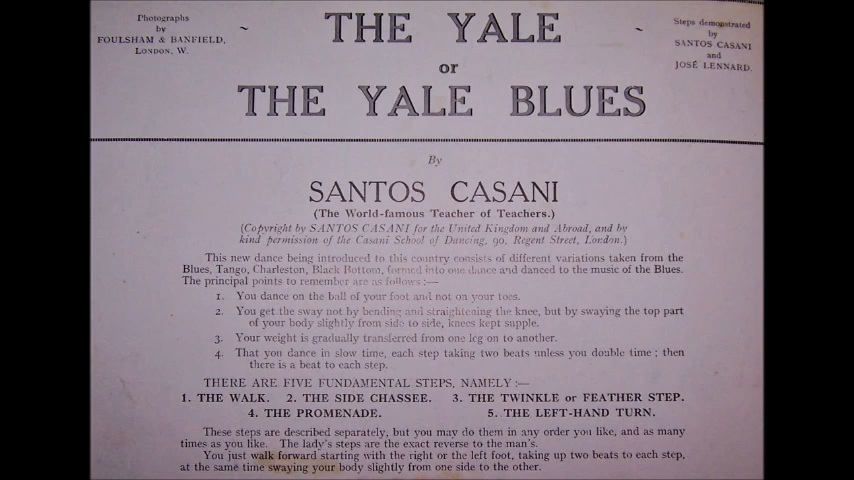 Photographs
by
FOULSHAM & BANFIELD,
LONDON, W.
THE YALE
or
THE YALE BLUES
Steps demonstrated
by
SANTOS CASANI
and
JOSÉ LENNARD.
By
SANTOS CASANI
(The World-famous Teacher of Teachers.)
(Copyright by SANTOS CASANI for the United Kingdom and Abroad, and by
kind permission of the Casani School of Dancing, 90, Regent Street, London.)
This new dance being introduced to this country consists of different variations taken from the
Blues, Tango, Charleston, Black Bottom, formed into one dance and danced to the music of the Blues.
The principal points to remember are as follows :—
1. You dance on the ball of your foot and not on your toes.
2. You get the sway not by bending and straightening the knee, but by swaying the top part
of your body slightly from side to side, knees kept supple.
3. Your weight is gradually transferred from one leg on to another.
4. That you dance in slow time, each step taking two beats unless you double time ; then
there is a beat to each step.
THERE ARE FIVE FUNDAMENTAL STEPS, NAMELY :—
1. THE WALK. 2. THE SIDE CHASSEE. 3. THE TWINKLE or FEATHER STEP.
4. THE PROMENADE. 5. THE LEFT-HAND TURN.
These steps are described separately, but you may do them in any order you like, and as many
times as you like. The lady's steps are the exact reverse to the man's.
You just walk forward starting with the right or the left foot, taking up two beats to each step,
at the same time swaying your body slightly from one side to the other.